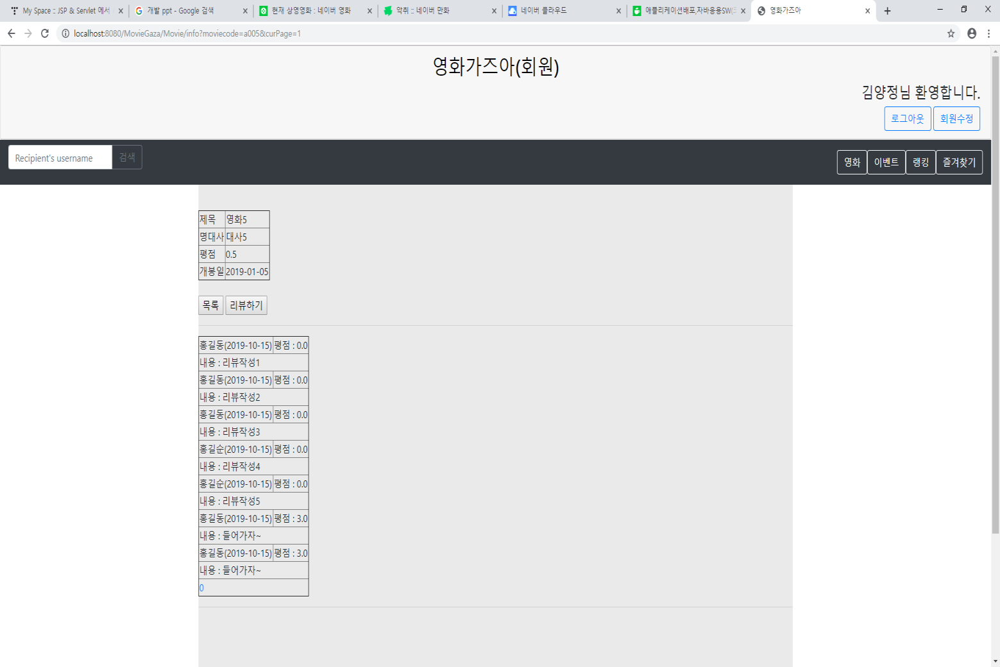 My Space :: JSP & Servlet 에서
개발 ppt - Google 검색
현재 상영영화 : 네이버 영화
악취 :: 네이버 만화
네이버 클라우드
애플리케이션배포,자바응용SW(
영화가즈아
localhost:8080/MovieGaza/Movie/info?moviecode=a005&curPage=1
영화가즈아(회원)
김양정님 환영합니다.
로그아웃 회원수정
Recipient's username 검색
영화 이벤트 랭킹 즐겨찾기
제목 영화5
명대사 대사5
평점 0.5
개봉일 2019-01-05
목록 리뷰하기
홍길동(2019-10-15) 평점 : 0.0
내용 : 리뷰작성1
홍길동(2019-10-15) 평점 : 0.0
내용 : 리뷰작성2
홍길동(2019-10-15) 평점 : 0.0
내용 : 리뷰작성3
홍길순(2019-10-15) 평점 : 0.0
내용 : 리뷰작성4
홍길순(2019-10-15) 평점 : 0.0
내용 : 리뷰작성5
홍길동(2019-10-15) 평점 : 3.0
내용 : 들어가자~
홍길동(2019-10-15) 평점 : 3.0
내용 : 들어가자~
0